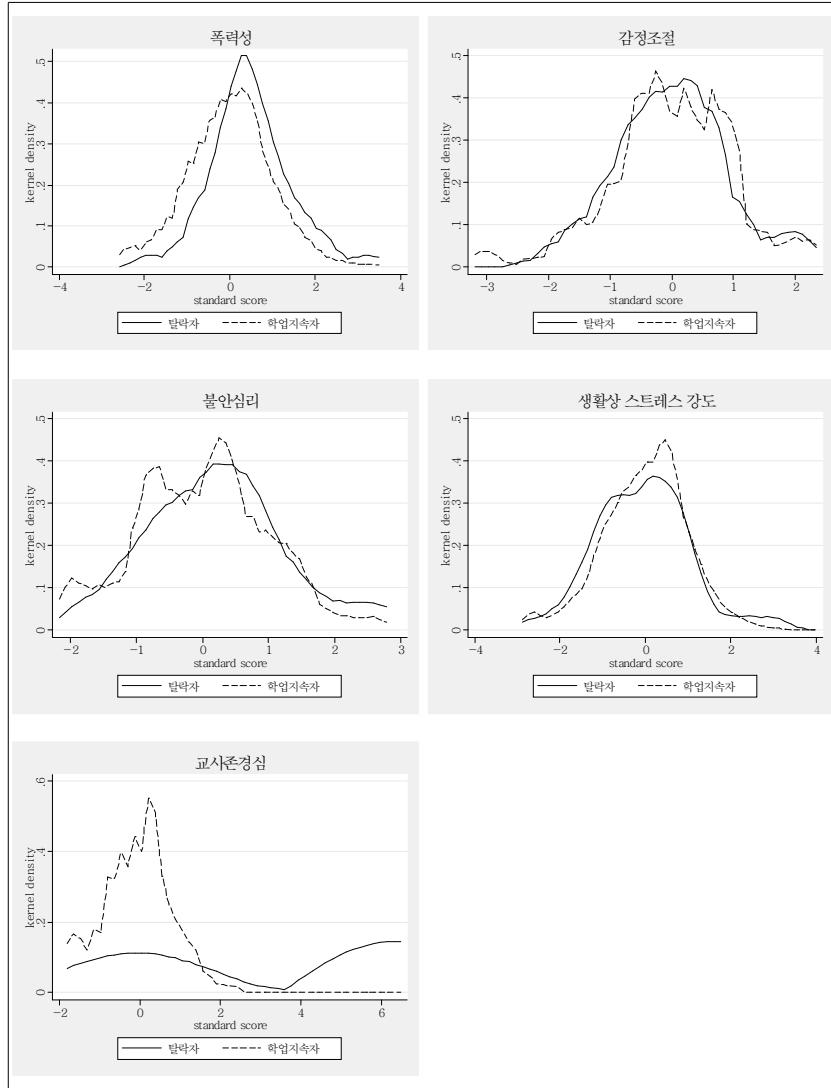 폭력성
kernel density
0 .1 .2 .3 .4 .5
−4 −2 0 2 4
standard score
탈락자 학업지속자
감정조절
kernel density
0 .1 .2 .3 .4 .5
−3 −2 −1 0 1 2
standard score
탈락자 학업지속자
불안심리
kernel density
0 .1 .2 .3 .4 .5
−2 −1 0 1 2 3
standard score
탈락자 학업지속자
생활상 스트레스 강도
kernel density
0 .1 .2 .3 .4 .5
−4 −2 0 2 4
standard score
탈락자 학업지속자
교사존경심
kernel density
0 .2 .4 .6
−2 0 2 4 6
standard score
탈락자 학업지속자